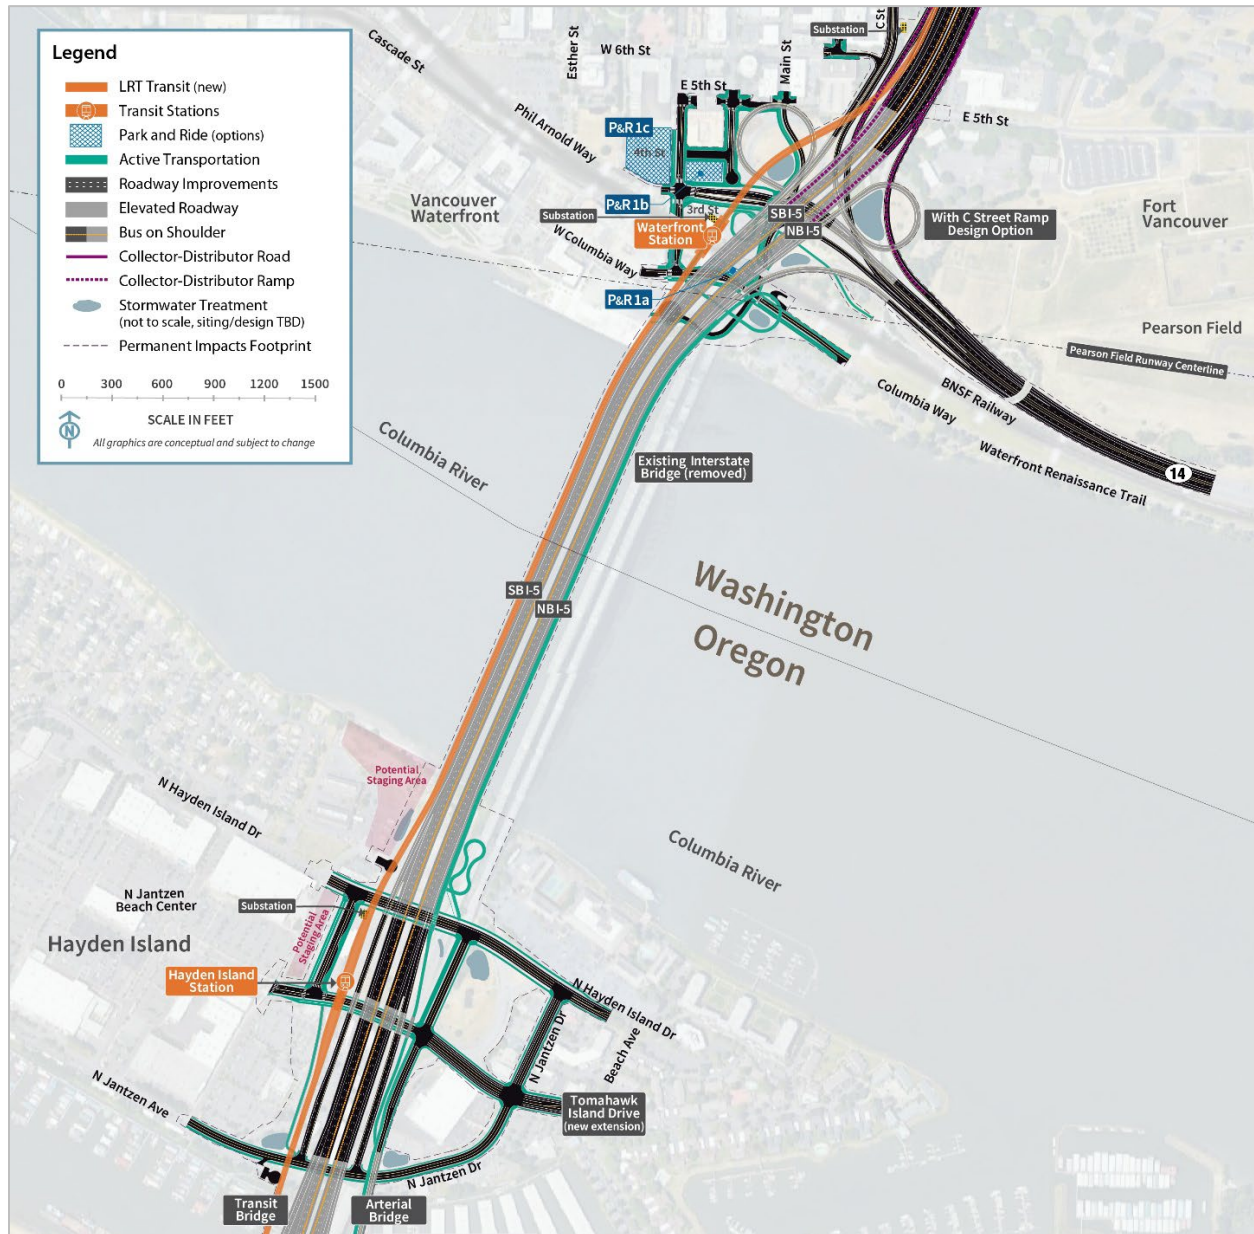 Legend
LRT Transit (new)
Transit Stations
Park and Ride (options)
Active Transportation
Roadway Improvements
Elevated Roadway
Bus on Shoulder
Collector-Distributor Road
Collector-Distributor Ramp
Stormwater Treatment
(not to scale, siting/design TBD)
Permanent Impacts Footprint
0 300 600 900 1200 1500
SCALE IN FEET
N
All graphics are conceptual and subject to change
Cascade St
Esther St
W 6th St
Main St
Substation
C St
E 5th St
E 5th St
Phil Arnold Way
P&R1c
4th St
P&R1b
Vancouver
Waterfront
Substation
3rd St
Waterfront
Station
W Columbia Way
P&R1a
SB I-5
NB I-5
With C Street Ramp
Design Option
Fort
Vancouver
Pearson Field
Pearson Field Runway Centerline
BNSF Railway
Columbia Way
Waterfront Renaissance Trail
14
Columbia River
Existing Interstate
Bridge (removed)
SB I-5
NB I-5
Washington
Oregon
Potential
Staging Area
N Hayden Island Dr
Columbia River
N Jantzen
Beach Center
Substation
Potential
Staging Area
Hayden Island
Hayden Island
Station
N Hayden Island Dr
N Jantzen Dr
Beach Ave
N Jantzen Ave
Tomahawk
Island Drive
(new extension)
N Jantzen Dr
Transit
Bridge
Arterial
Bridge